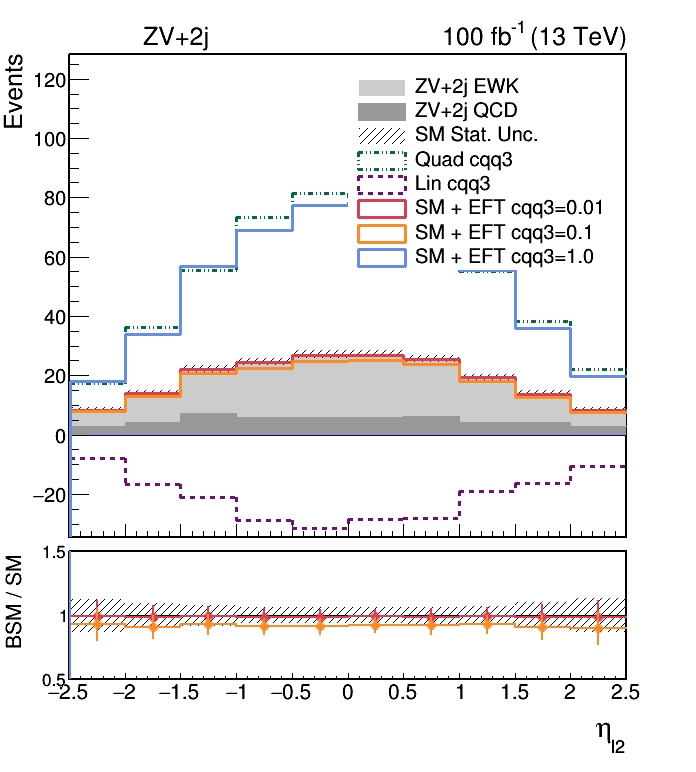 ZV+2j 100 fb-1 (13 TeV)
Events
120
100
80
60
40
20
0
−20
ZV+2j EWK
ZV+2j QCD
SM Stat. Unc.
Quad cqq3
Lin cqq3
SM + EFT cqq3=0.01
SM + EFT cqq3=0.1
SM + EFT cqq3=1.0
BSM / SM
1.5
1
0.5
−2.5 −2 −1.5 −1 −0.5 0 0.5 1 1.5 2 2.5
ηl2